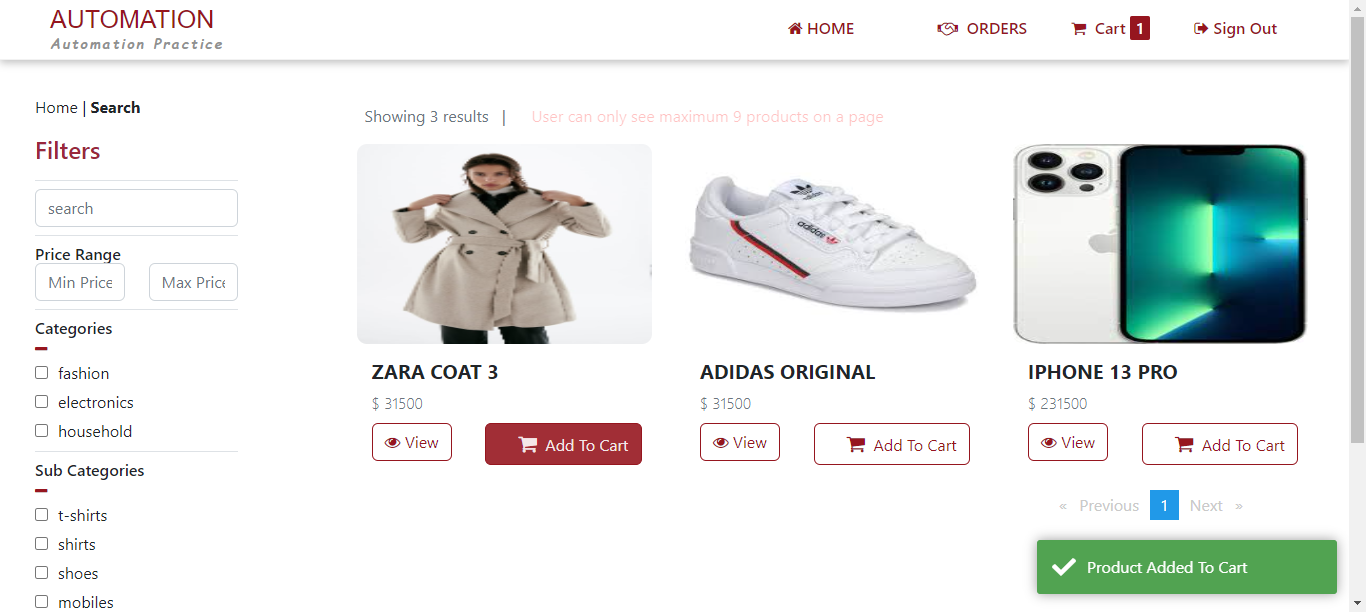 AUTOMATION
Automation Practice
HOME
ORDERS
Cart 1
Sign Out
Home | Search
Showing 3 results |
User can only see maximum 9 products on a page
Filters
search
Price Range
Min Price
Max Price
Categories
fashion
electronics
household
Sub Categories
t-shirts
shirts
shoes
mobiles
adidas
ZARA COAT 3
$ 31500
View
Add To Cart
ADIDAS ORIGINAL
$ 31500
View
Add To Cart
IPHONE 13 PRO
$ 231500
View
Add To Cart
« Previous 1 Next »
Product Added To Cart